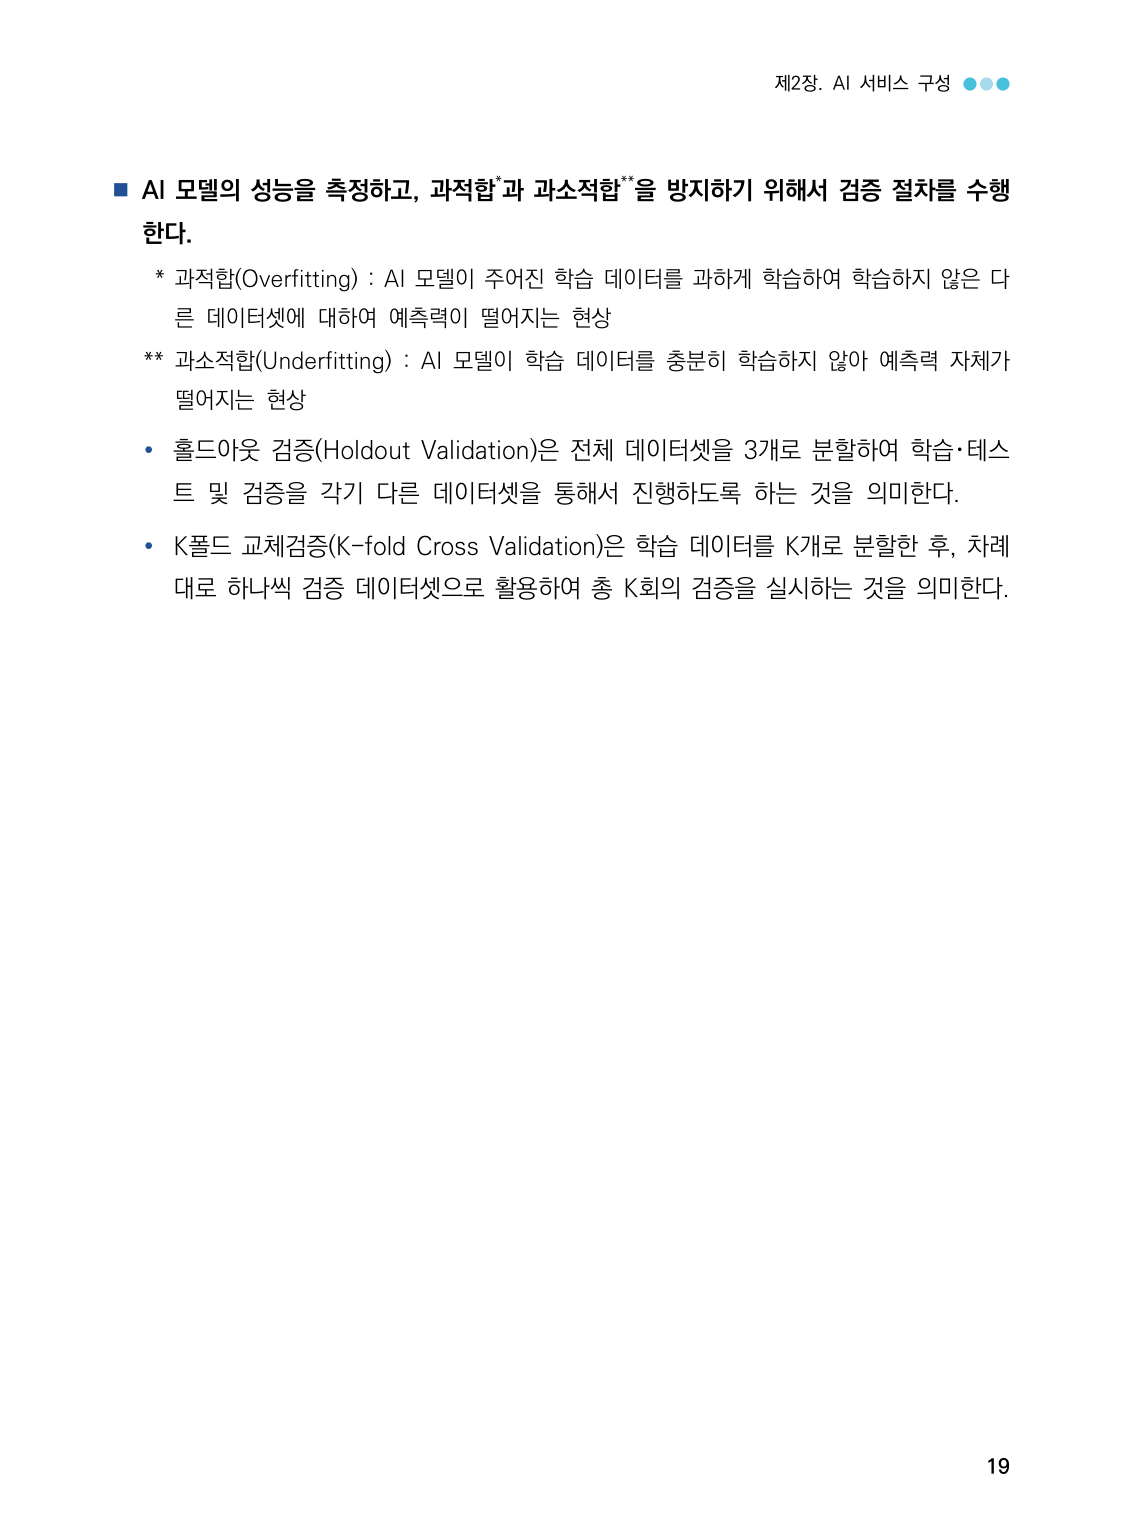 제2장. AI 서비스 구성
■ AI 모델의 성능을 측정하고, 과적합*과 과소적합**을 방지하기 위해서 검증 절차를 수행
한다.
* 과적합(Overfitting) : AI 모델이 주어진 학습 데이터를 과하게 학습하여 학습하지 않은 다
른 데이터셋에 대하여 예측력이 떨어지는 현상
** 과소적합(Underfitting) : AI 모델이 학습 데이터를 충분히 학습하지 않아 예측력 자체가
떨어지는 현상
• 홀드아웃 검증(Holdout Validation)은 전체 데이터셋을 3개로 분할하여 학습·테스
트 및 검증을 각기 다른 데이터셋을 통해서 진행하도록 하는 것을 의미한다.
• K폴드 교체검증(K-fold Cross Validation)은 학습 데이터를 K개로 분할한 후, 차례
대로 하나씩 검증 데이터셋으로 활용하여 총 K회의 검증을 실시하는 것을 의미한다.
19